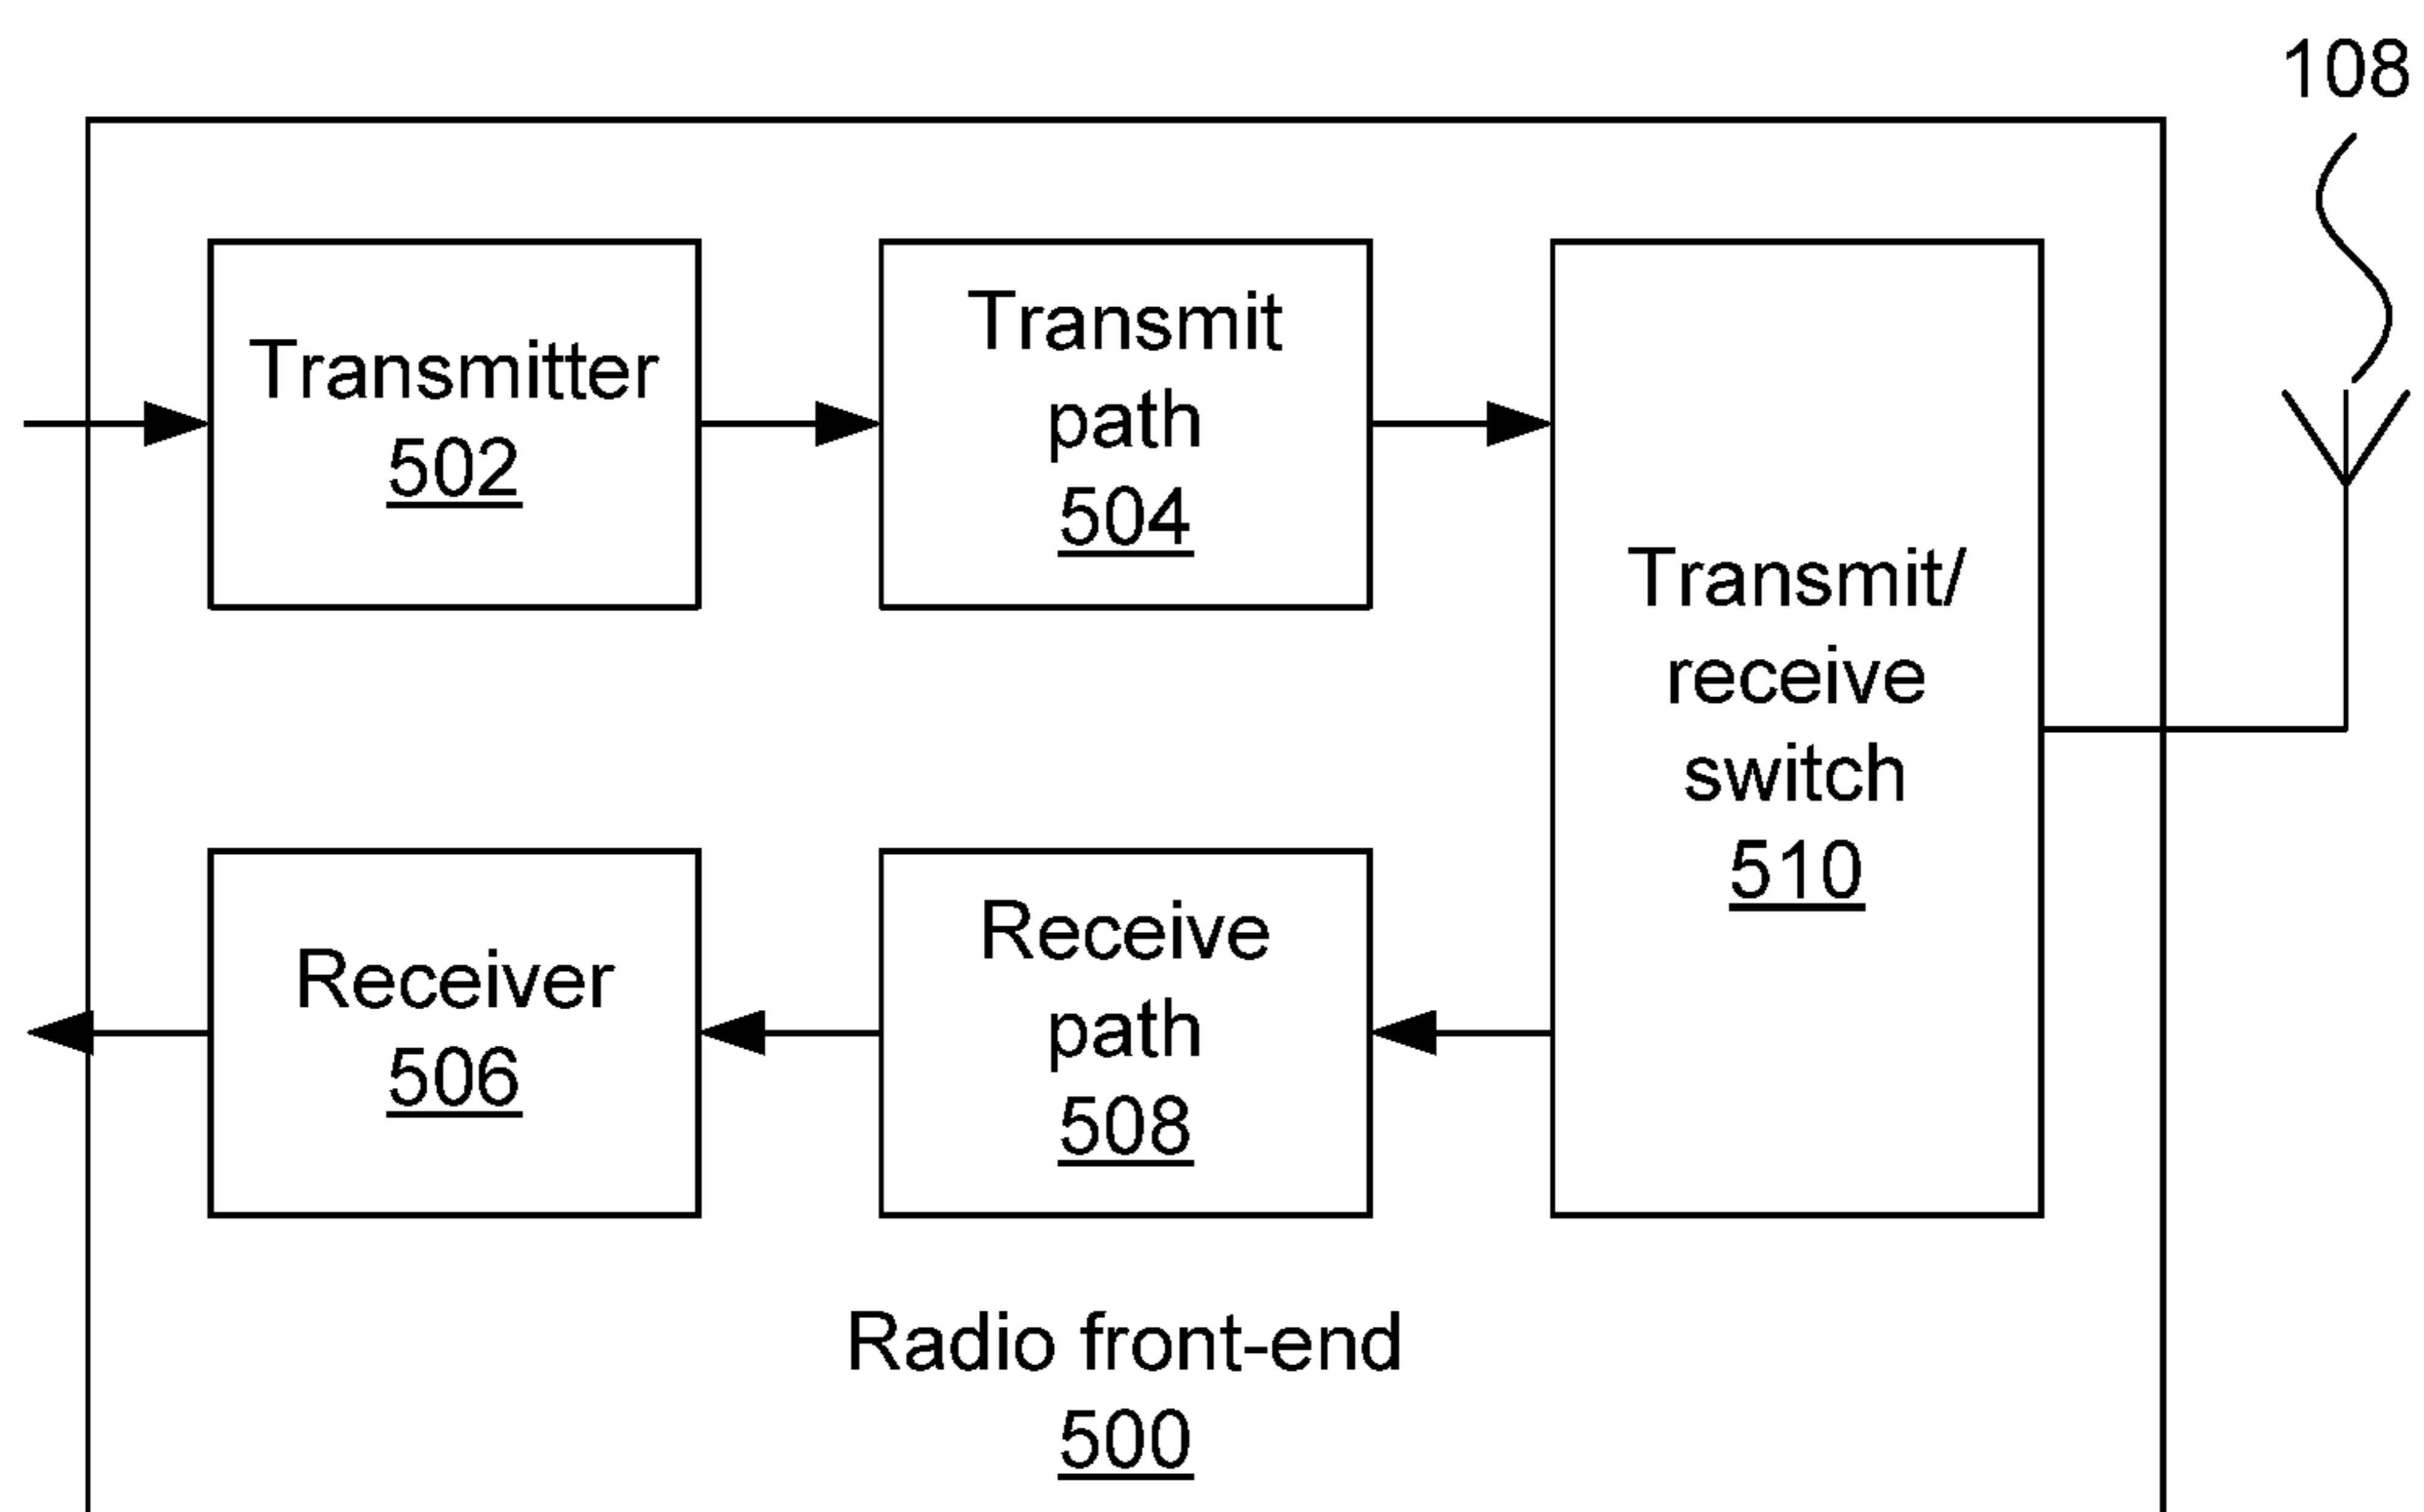 108
Transmitter
502
Transmit
path
504
Transmit/
receive
switch
510
Receiver
506
Receive
path
508
Radio front-end
500